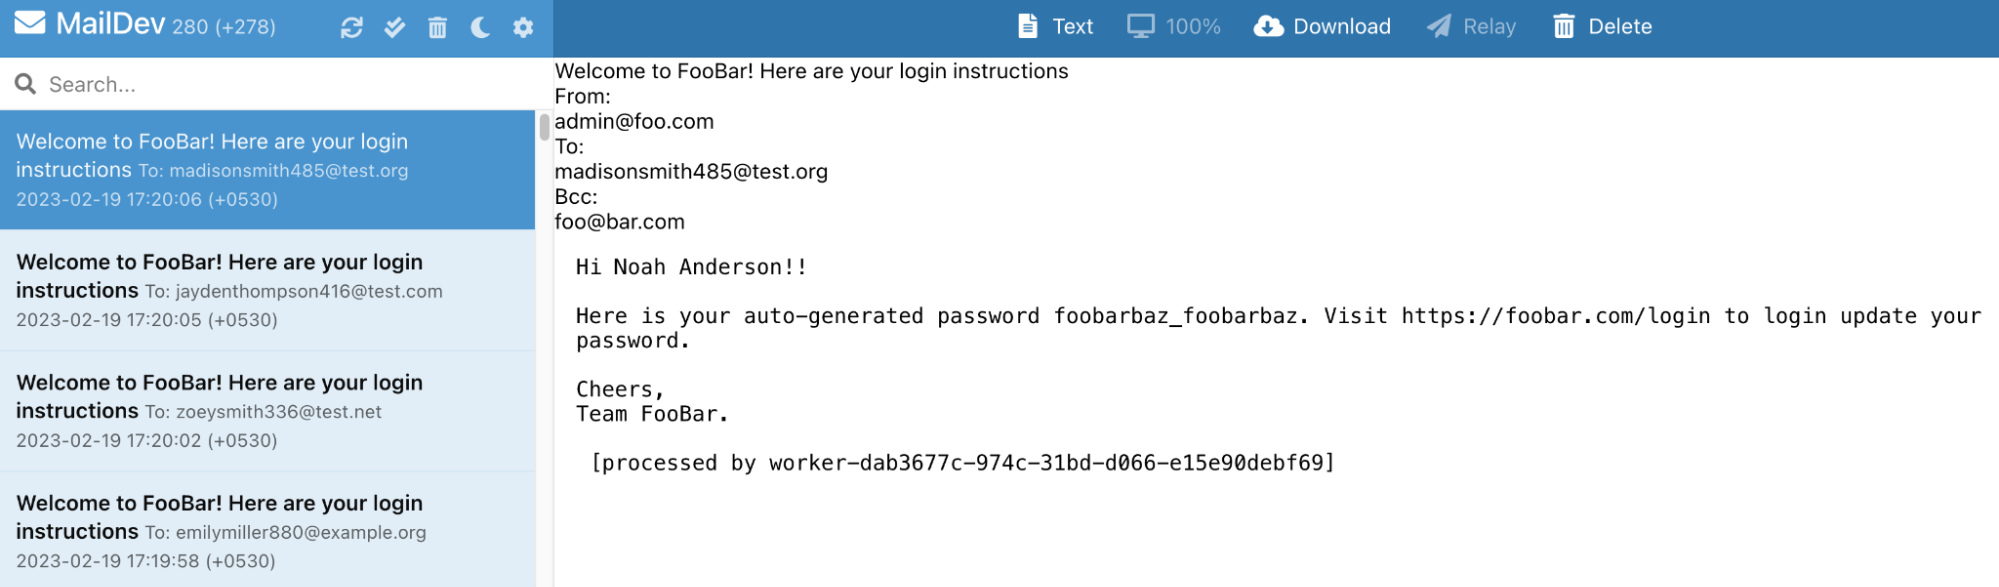 MailDev 280 (+278)
Search...
Welcome to FooBar! Here are your login
instructions To: madisonsmith485@test.org
2023-02-19 17:20:06 (+0530)
Welcome to FooBar! Here are your login
instructions To: jaydenthompson416@test.com
2023-02-19 17:20:05 (+0530)
Welcome to FooBar! Here are your login
instructions To: zoeysmith336@test.net
2023-02-19 17:20:02 (+0530)
Welcome to FooBar! Here are your login
instructions To: emilymiller880@example.org
2023-02-19 17:19:58 (+0530)
Text 100% Download Relay Delete
Welcome to FooBar! Here are your login instructions
From:
admin@foo.com
To:
madisonsmith485@test.org
Bcc:
foo@bar.com
Hi Noah Anderson!!
Here is your auto-generated password foobarbaz_foobarbaz. Visit https://foobar.com/login to login update your
password.
Cheers,
Team FooBar.
[processed by worker-dab3677c-974c-31bd-d066-e15e90debf69]